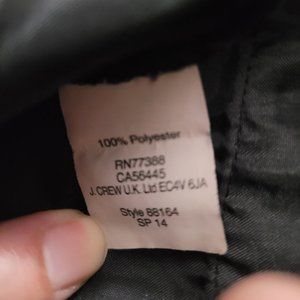 100% Polyester
RN77388
CA56445
J.CREW U.K. Ltd EC4V 6JA
Style 88164
SP 14